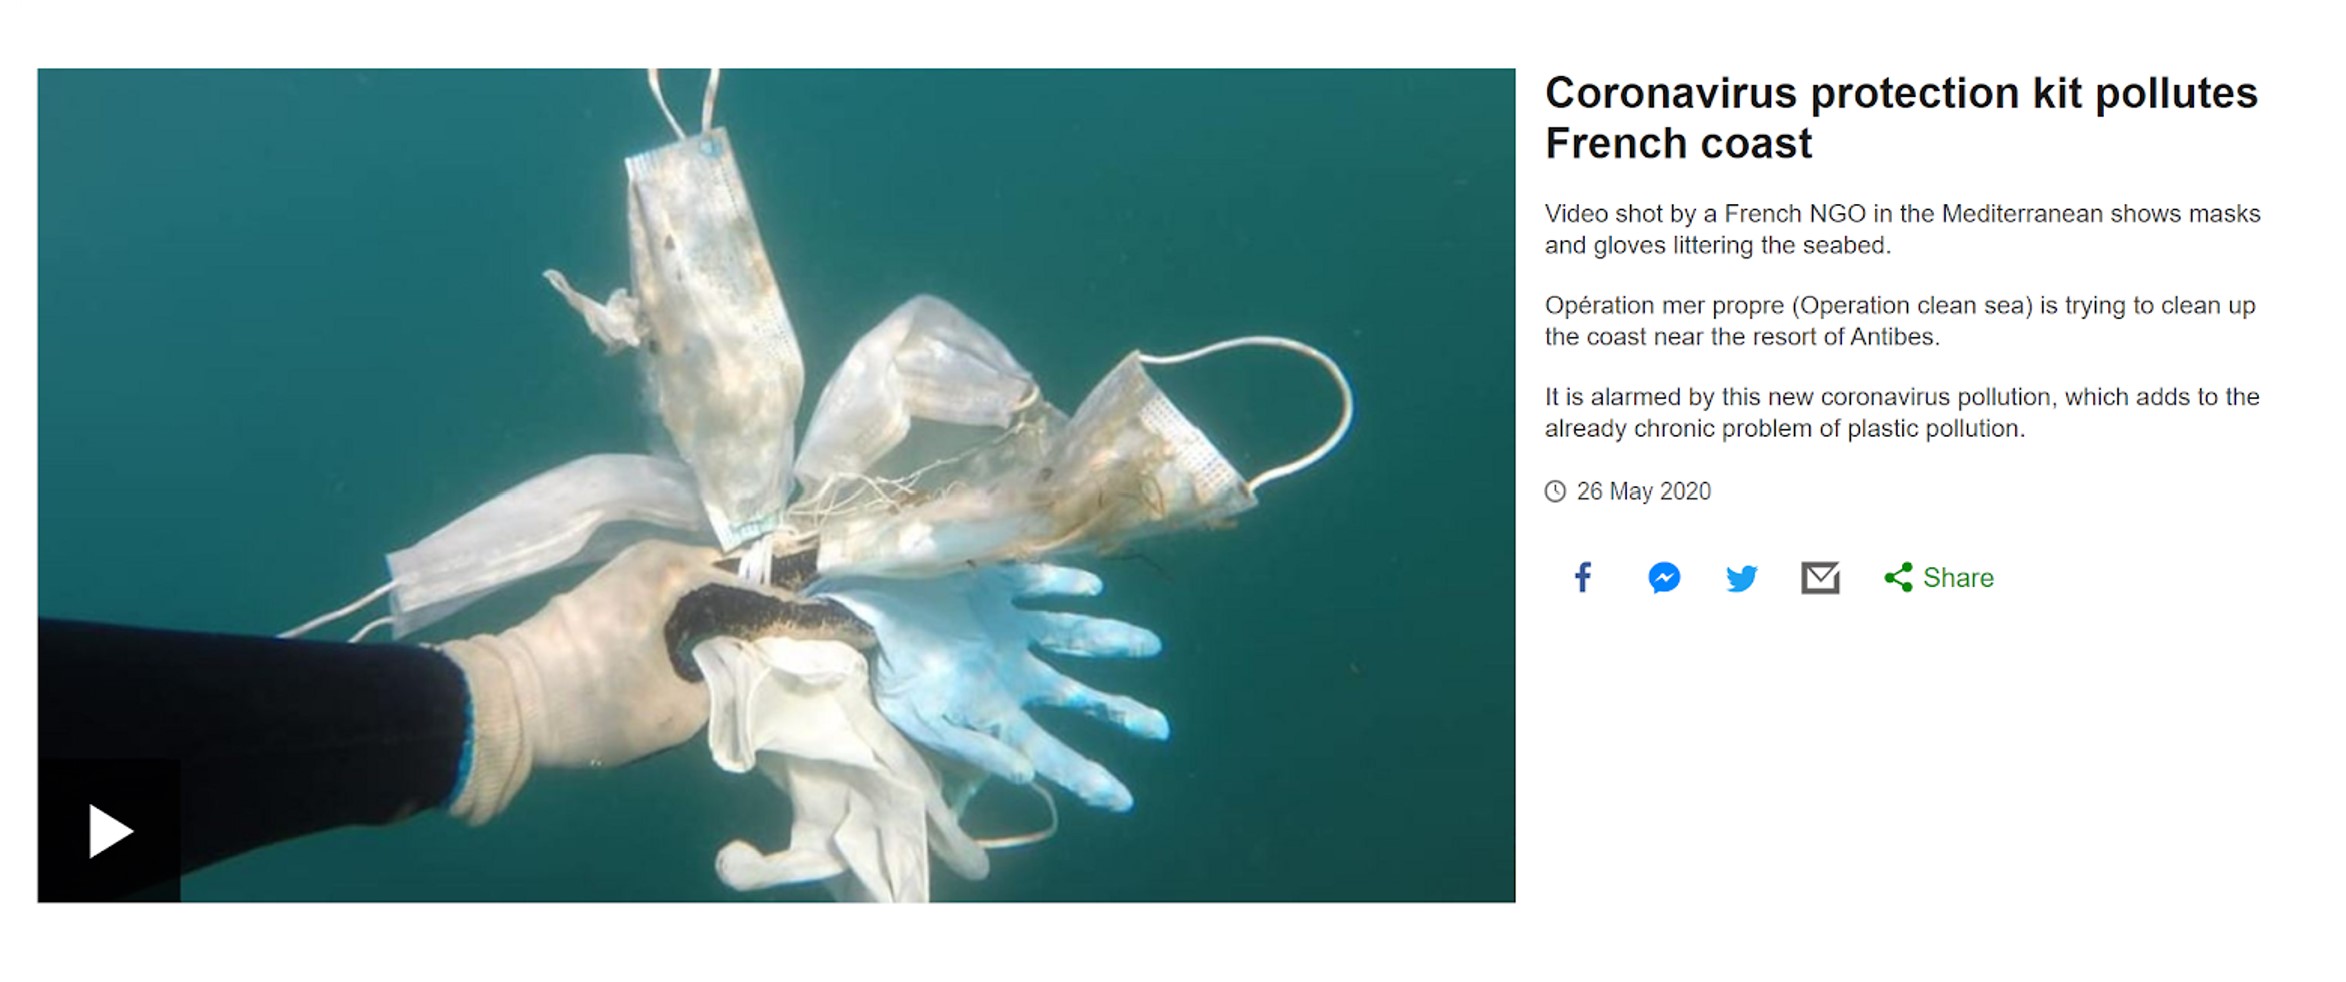 Coronavirus protection kit pollutes
French coast
Video shot by a French NGO in the Mediterranean shows masks
and gloves littering the seabed.
Opération mer propre (Operation clean sea) is trying to clean up
the coast near the resort of Antibes.
It is alarmed by this new coronavirus pollution, which adds to the
already chronic problem of plastic pollution.
26 May 2020
Share